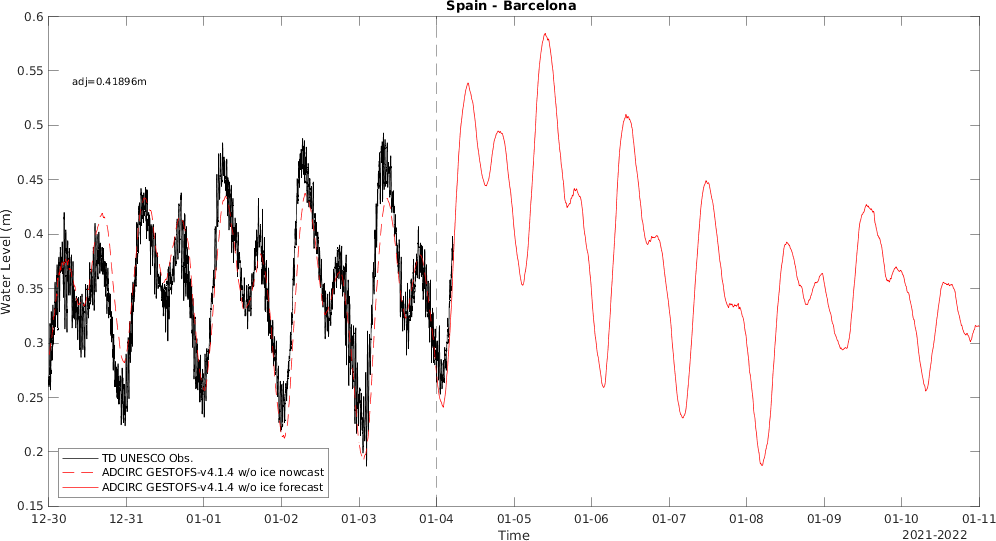 Spain - Barcelona
0.6
0.55
adj=0.41896m
0.5
0.45
0.4
0.35
0.3
0.25
0.2
0.15
Water Level (m)
TD UNESCO Obs.
ADCIRC GESTOFS-v4.1.4 w/o ice nowcast
ADCIRC GESTOFS-v4.1.4 w/o ice forecast
12-30 12-31 01-01 01-02 01-03 01-04 01-05 01-06 01-07 01-08 01-09 01-10 01-11
Time
2021-2022